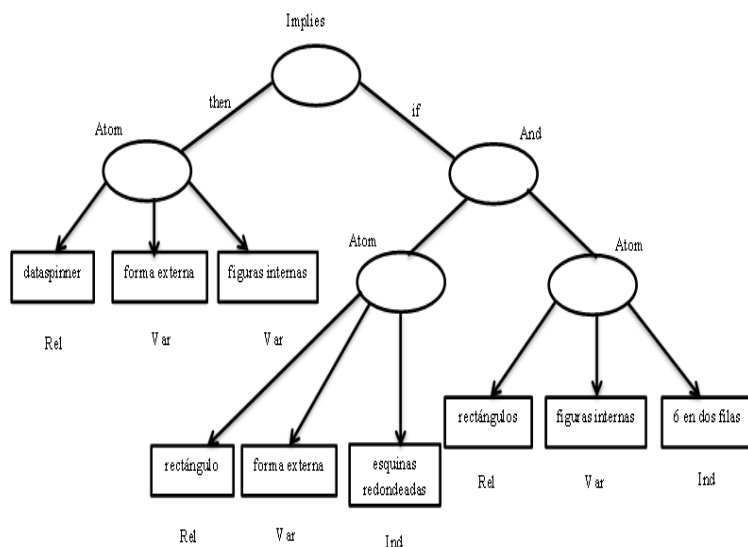 Implies
then
if
Atom
And
Atom
Atom
dataspinner
forma externa
figuras internas
Rel
Var
Var
rectángulos
figuras internas
6 en dos filas
rectángulo
forma externa
esquinas
redondeadas
Rel
Var
Ind
Rel
Var
Ind